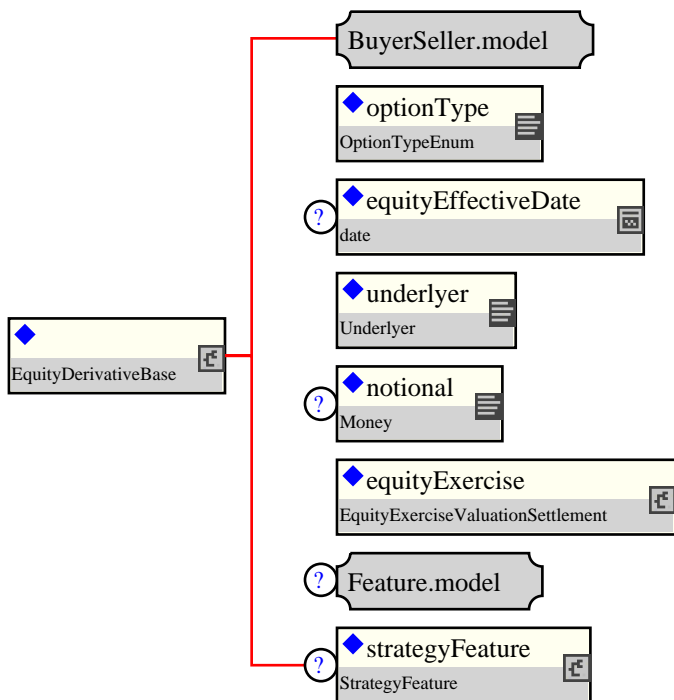 BuyerSeller.model
optionType
OptionTypeEnum
?
equityEffectiveDate
date
underlyer
Underlyer
EquityDerivativeBase
?
notional
Money
equityExercise
EquityExerciseValuationSettlement
?
Feature.model
?
strategyFeature
StrategyFeature